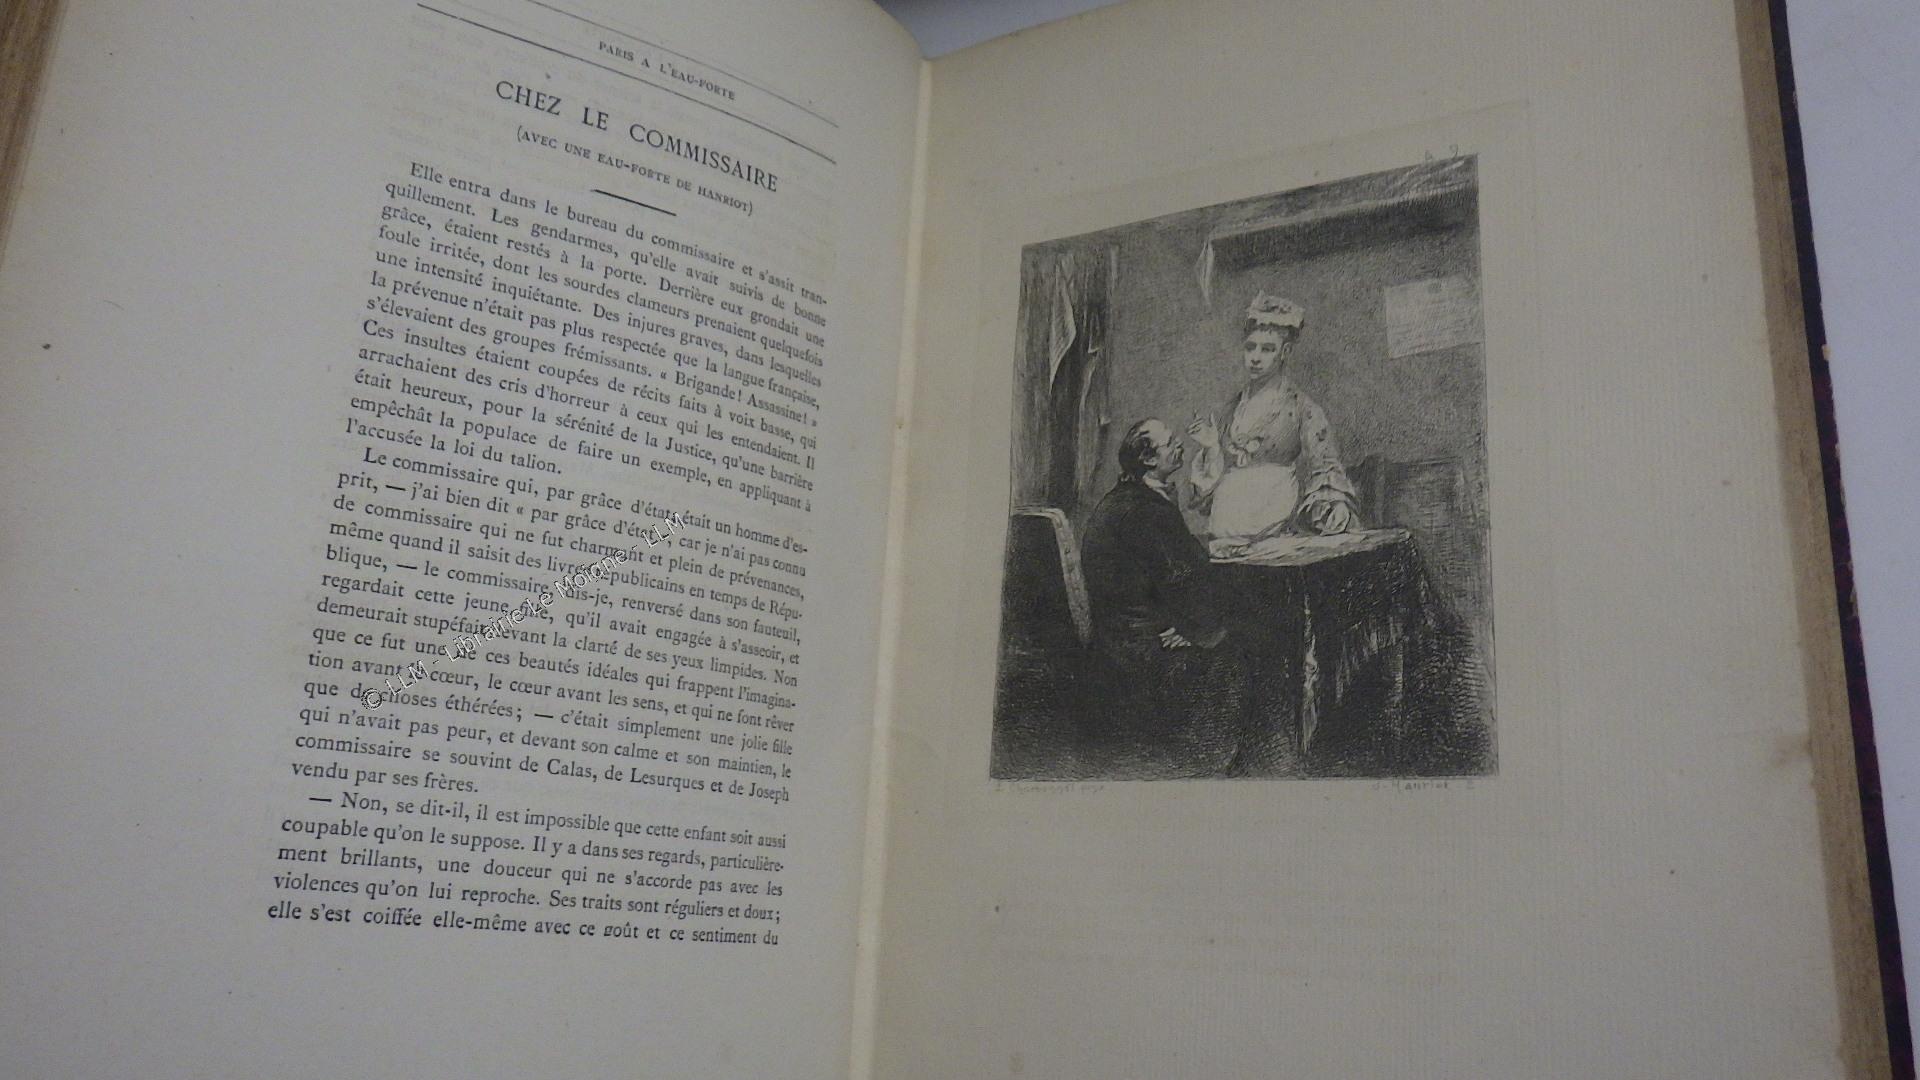 PARIS A L'EAU-FORTE
CHEZ LE COMMISSAIRE
(AVEC UNE EAU-FORTE DE HANRIOT)
Elle entra dans le bureau du commissaire et s'assit tran-
quillement. Les gendarmes, qu'elle avait suivis de bonne
grâce, étaient restés à la porte. Derrière eux grondait une
foule irritée, dont les sourdes clameurs prenaient quelquefois
une intensité inquiétante. Des injures graves, dans lesquelles
la prévenue n'était pas plus respectée que la langue française,
s'élevaient des groupes frémissants. « Brigande! Assassine! »
Ces insultes étaient coupées de récits faits à voix basse, qui
arrachaient des cris d'horreur à ceux qui les entendaient. Il
était heureux, pour la sérénité de la Justice, qu'une barrière
empêchât la populace de faire un exemple, en appliquant à
l'accusée la loi du talion.
Le commissaire qui, par grâce d'état, était un homme d'es-
prit, — j'ai bien dit « par grâce d'état », car je n'ai pas connu
de commissaire qui ne fut charmant et plein de prévenances,
même quand il saisit des livres républicains en temps de Répu-
blique, — le commissaire, dis-je, renversé dans son fauteuil,
regardait cette jeune fille, qu'il avait engagée à s'asseoir, et
demeurait stupéfait devant la clarté de ses yeux limpides. Non
que ce fut une de ces beautés idéales qui frappent l'imagina-
tion avant le cœur, le cœur avant les sens, et qui ne font rêver
que de choses éthérées; — c'était simplement une jolie fille
qui n'avait pas peur, et devant son calme et son maintien, le
commissaire se souvint de Calas, de Lesurques et de Joseph
vendu par ses frères.
— Non, se dit-il, il est impossible que cette enfant soit aussi
coupable qu'on le suppose. Il y a dans ses regards, particulière-
ment brillants, une douceur qui ne s'accorde pas avec les
violences qu'on lui reproche. Ses traits sont réguliers et doux;
elle s'est coiffée elle-même avec ce goût et ce sentiment du
© LLM - Librairie Le Moigne - LLM
J. Hanriot